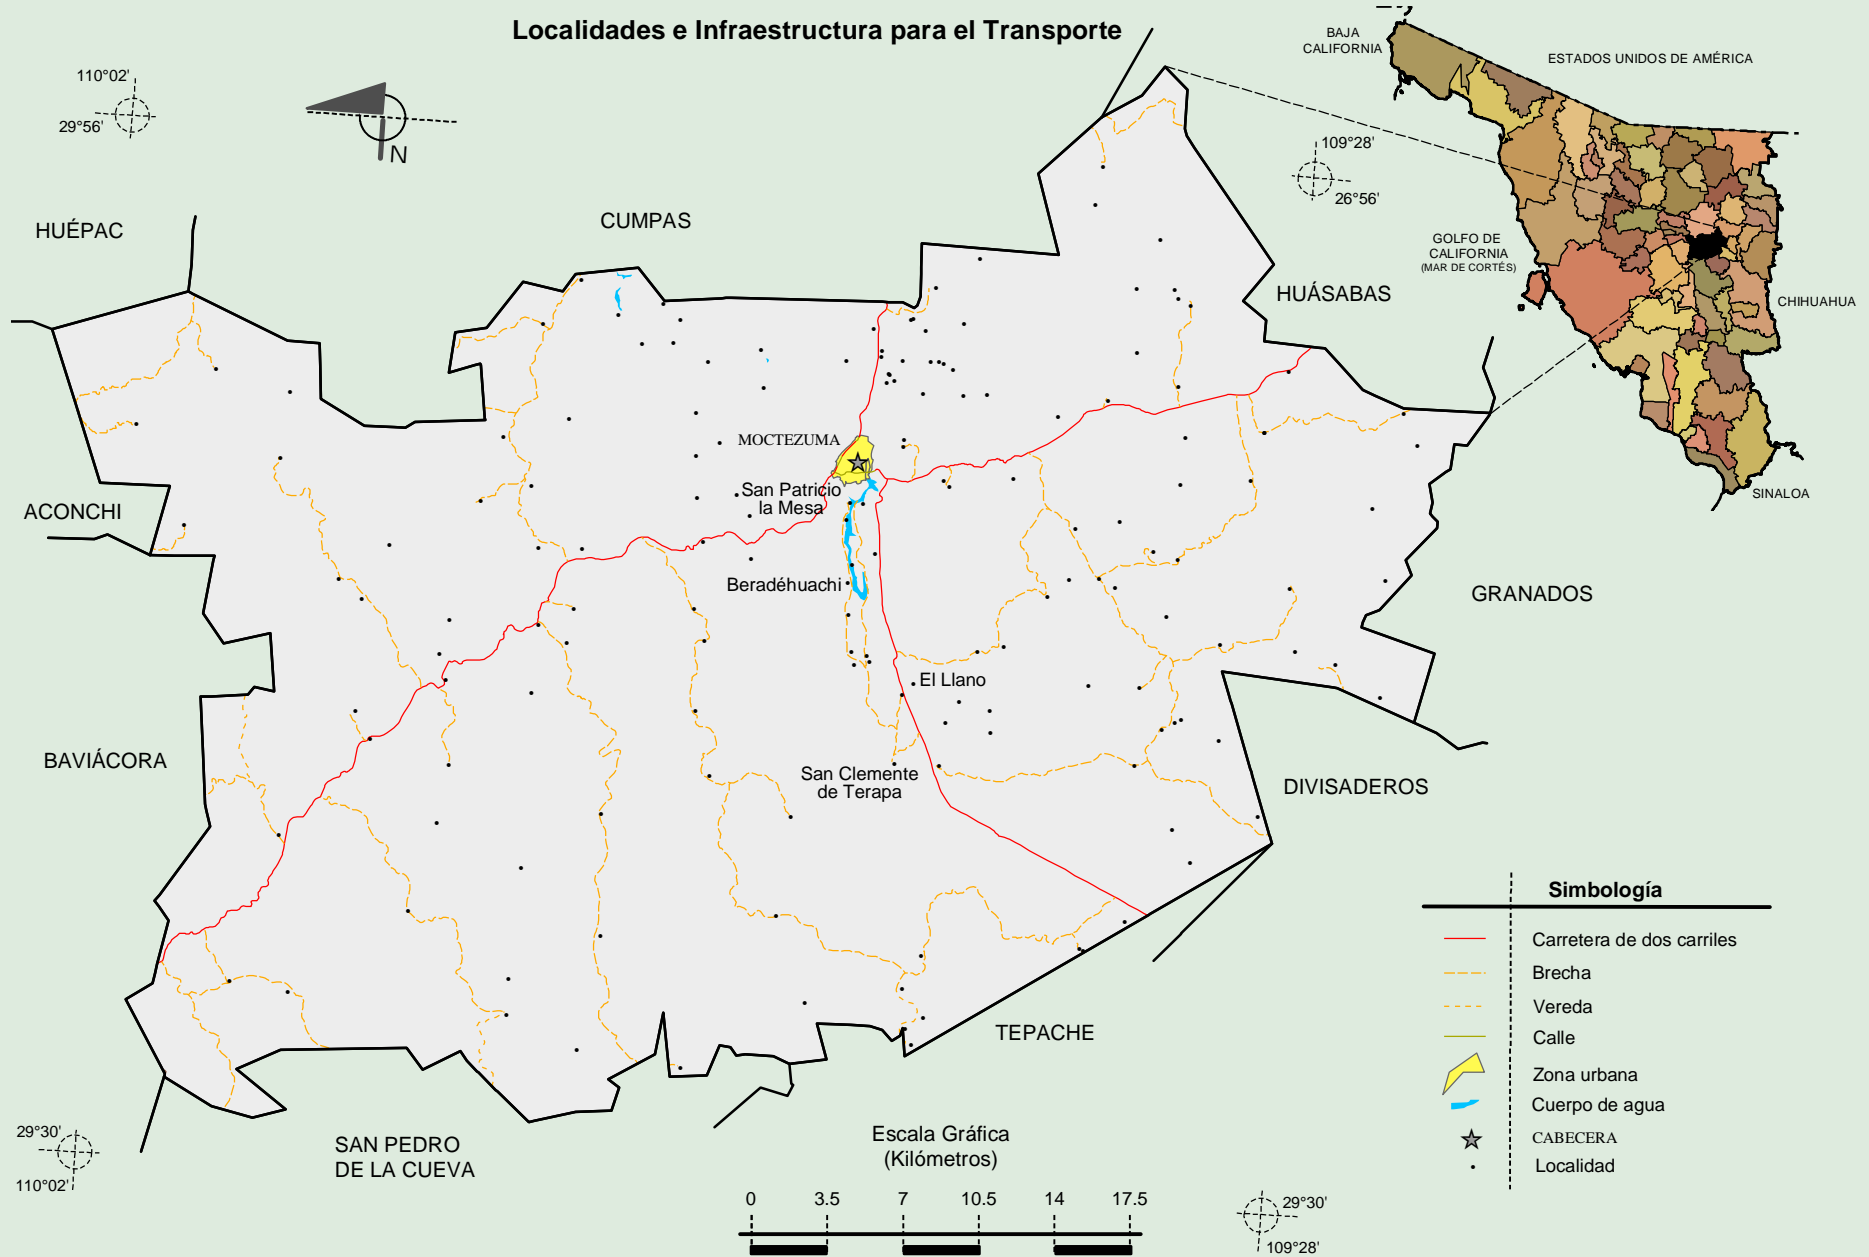 Localidades e Infraestructura para el Transporte
110°02'
29°56'
N
BAJA
CALIFORNIA
ESTADOS UNIDOS DE AMÉRICA
109°28'
26°56'
HUÉPAC
CUMPAS
GOLFO DE
CALIFORNIA
(MAR DE CORTÉS)
HUÁSABAS
CHIHUAHUA
MOCTEZUMA
San Patricio
la Mesa
SINALOA
ACONCHI
Beradéhuachi
GRANADOS
El Llano
BAVIÁCORA
San Clemente
de Terapa
DIVISADEROS
Simbología
Carretera de dos carriles
Brecha
Vereda
Calle
Zona urbana
Cuerpo de agua
CABECERA
Localidad
TEPACHE
29°30'
110°02'
SAN PEDRO
DE LA CUEVA
Escala Gráfica
(Kilómetros)
0 3.5 7 10.5 14 17.5
29°30'
109°28'